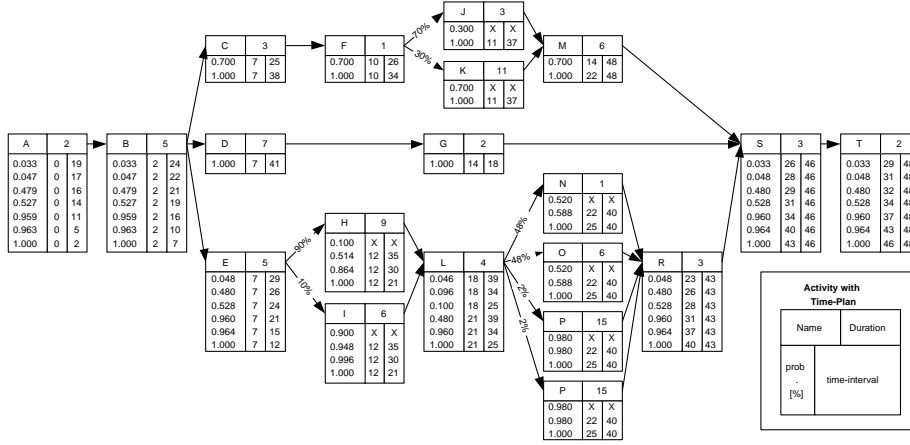 A 2
0.033 0 19
0.047 0 17
0.479 0 16
0.527 0 14
0.959 0 11
0.963 0 5
1.000 0 2
B 5
0.033 2 24
0.047 2 22
0.479 2 21
0.527 2 19
0.959 2 16
0.963 2 10
1.000 2 7
C 3
0.700 7 25
1.000 7 38
F 1
0.700 10 26
1.000 10 34
70%
30%
J 3
0.300 X X
1.000 11 37
K 11
0.700 X X
1.000 11 37
M 6
0.700 14 48
1.000 22 48
D 7
1.000 7 41
G 2
1.000 14 18
E 5
0.048 7 29
0.480 7 26
0.528 7 24
0.960 7 21
0.964 7 15
1.000 7 12
90%
10%
H 9
0.100 X X
0.514 12 35
0.864 12 30
1.000 12 21
I 6
0.900 X X
0.948 12 35
0.996 12 30
1.000 12 21
L 4
0.046 18 39
0.096 18 34
0.100 18 25
0.480 21 39
0.960 21 34
1.000 21 25
48%
48%
2%
2%
N 1
0.520 X X
0.588 22 40
1.000 25 40
O 6
0.520 X X
0.588 22 40
1.000 25 40
P 15
0.980 X X
0.980 22 40
1.000 25 40
P 15
0.980 X X
0.980 22 40
1.000 25 40
R 3
0.048 23 43
0.480 26 43
0.528 28 43
0.960 31 43
0.964 37 43
1.000 40 43
S 3
0.033 26 46
0.048 28 46
0.480 29 46
0.528 31 46
0.960 34 46
0.964 40 46
1.000 43 46
T 2
0.033 29 48
0.048 31 48
0.480 32 48
0.528 34 48
0.960 37 48
0.964 43 48
1.000 46 48
Activity with
Time-Plan
Name Duration
prob
.
[%]
time-interval